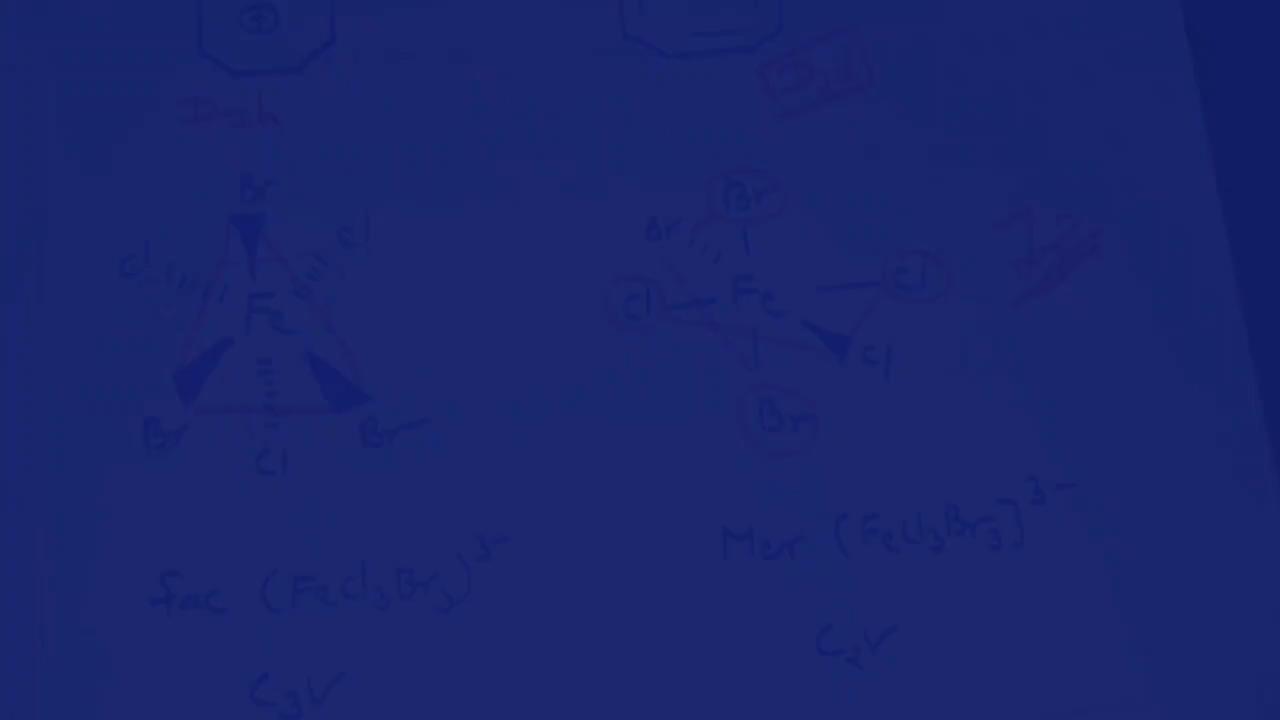 D3h
Br
Cl Cl
Fe
Br Br
Cl
fac (FeCl3Br3)3-
C3v
Br
Br
Cl Fe Cl
Cl
Br
Mer (FeCl3Br3]3-
C2v